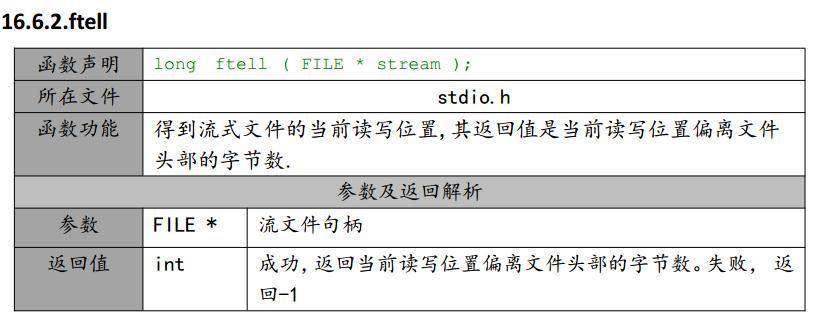 16.6.2.ftell
函数声明 long ftell ( FILE * stream );
所在文件 stdio.h
函数功能 得到流式文件的当前读写位置,其返回值是当前读写位置偏离文件
头部的字节数.
参数及返回解析
参数 FILE * 流文件句柄
返回值 int 成功,返回当前读写位置偏离文件头部的字节数。失败, 返
回-1